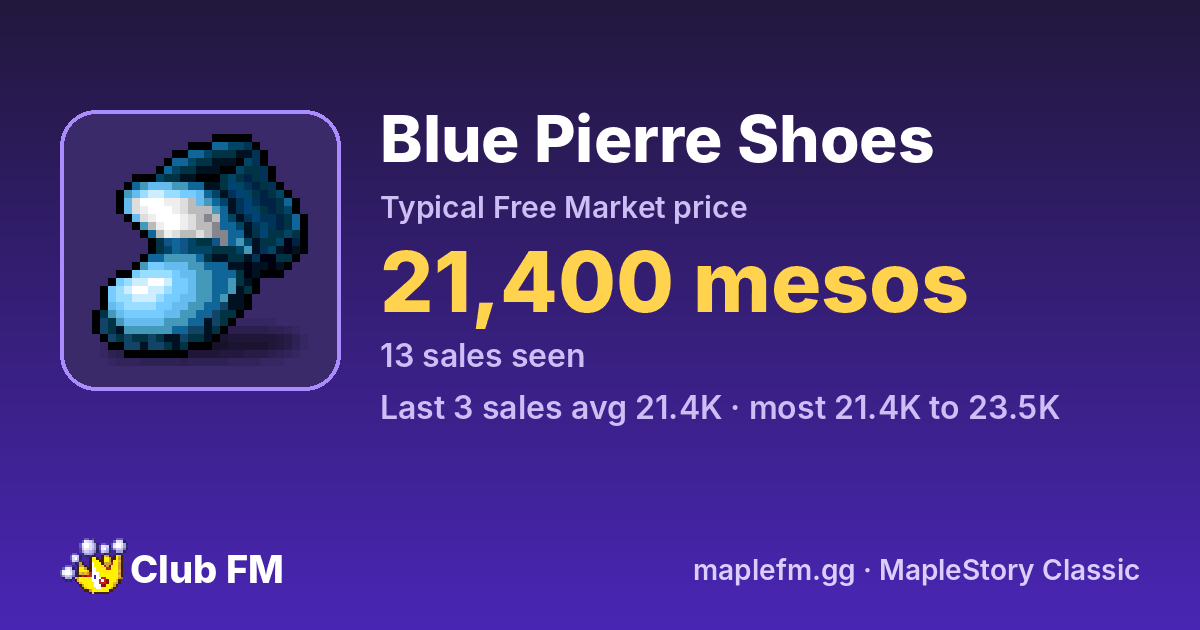 Blue Pierre Shoes
Typical Free Market price
21,400 mesos
13 sales seen
Last 3 sales avg 21.4K · most 21.4K to 23.5K
Club FM
maplefm.gg · MapleStory Classic